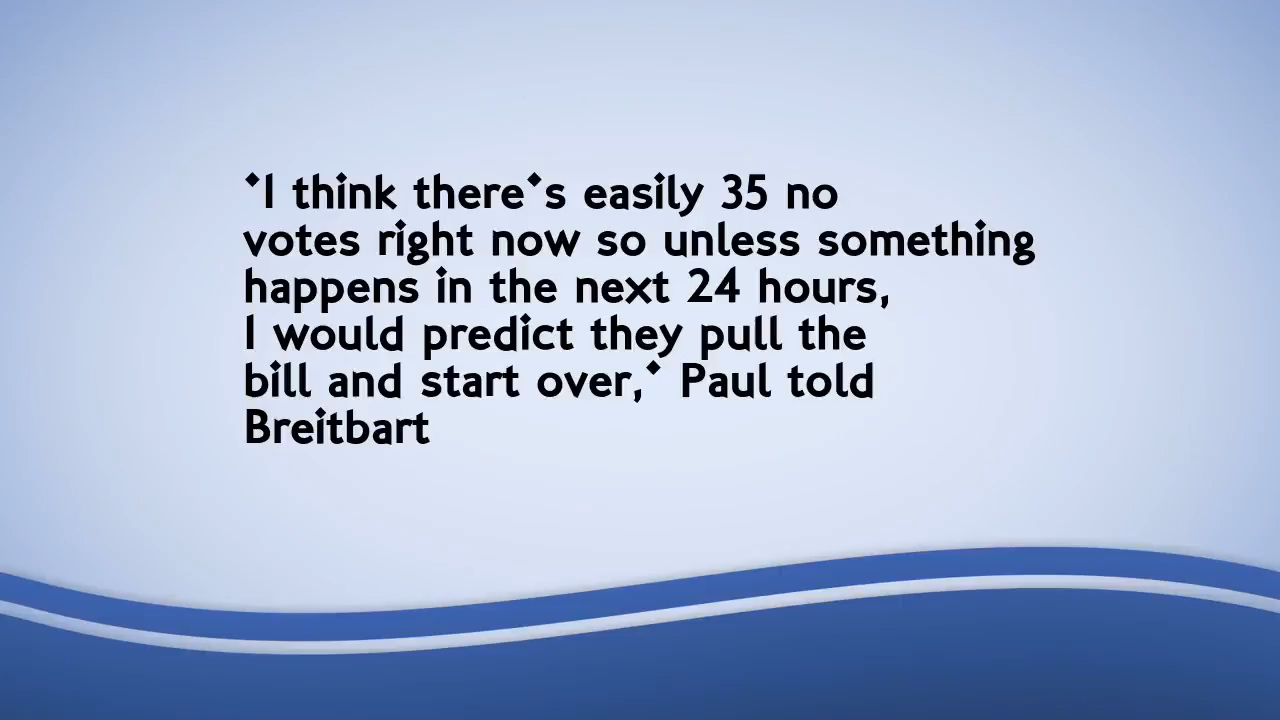 "I think there's easily 35 no
votes right now so unless something
happens in the next 24 hours,
I would predict they pull the
bill and start over," Paul told
Breitbart